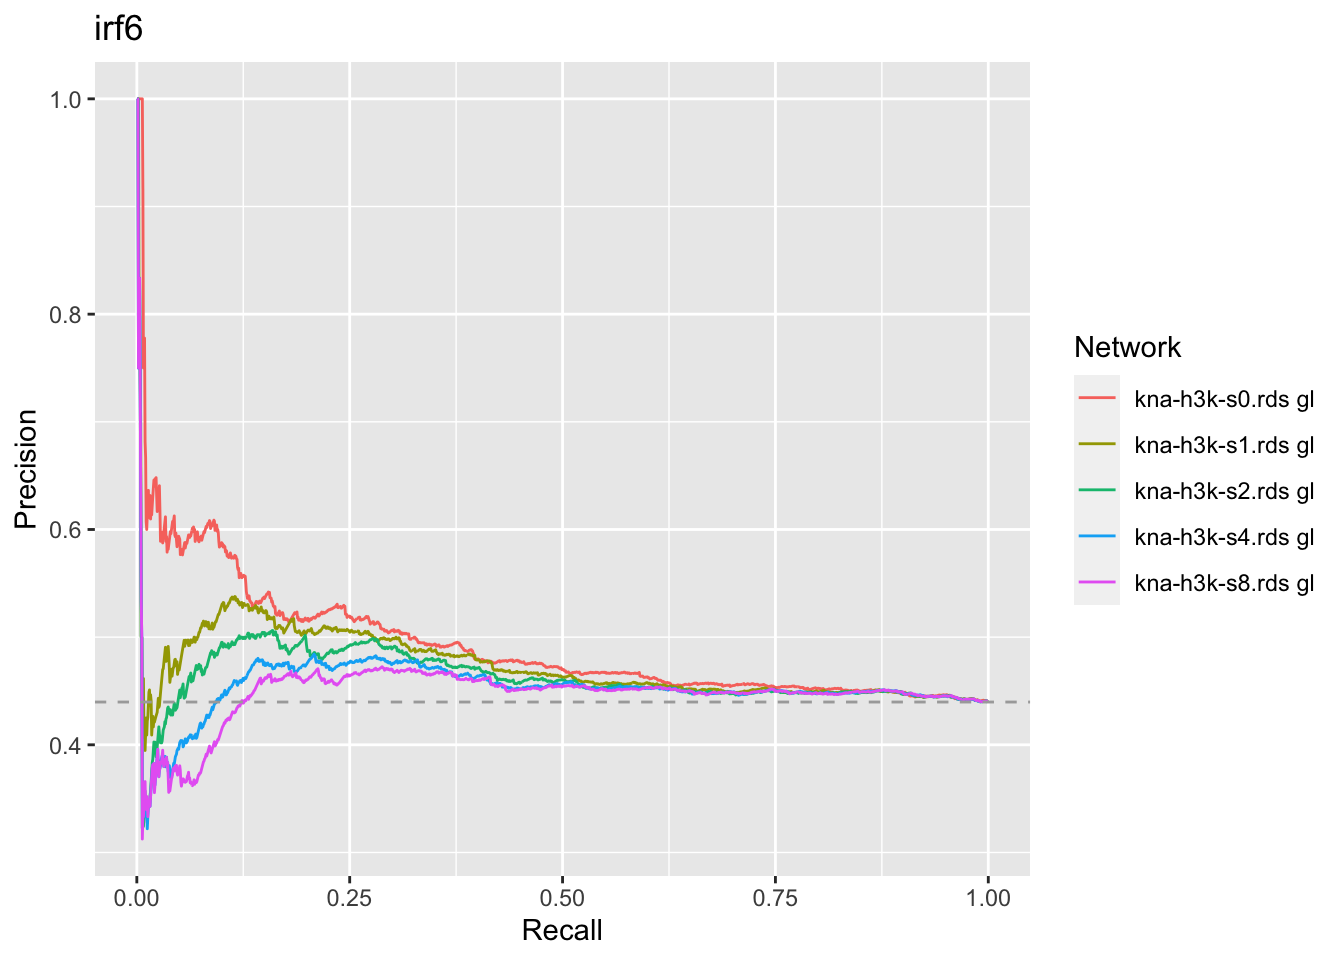 irf6
1.0
0.8
0.6
0.4
Precision
0.00
0.25
0.50
0.75
1.00
Recall
Network
kna-h3k-s0.rds gl
kna-h3k-s1.rds gl
kna-h3k-s2.rds gl
kna-h3k-s4.rds gl
kna-h3k-s8.rds gl